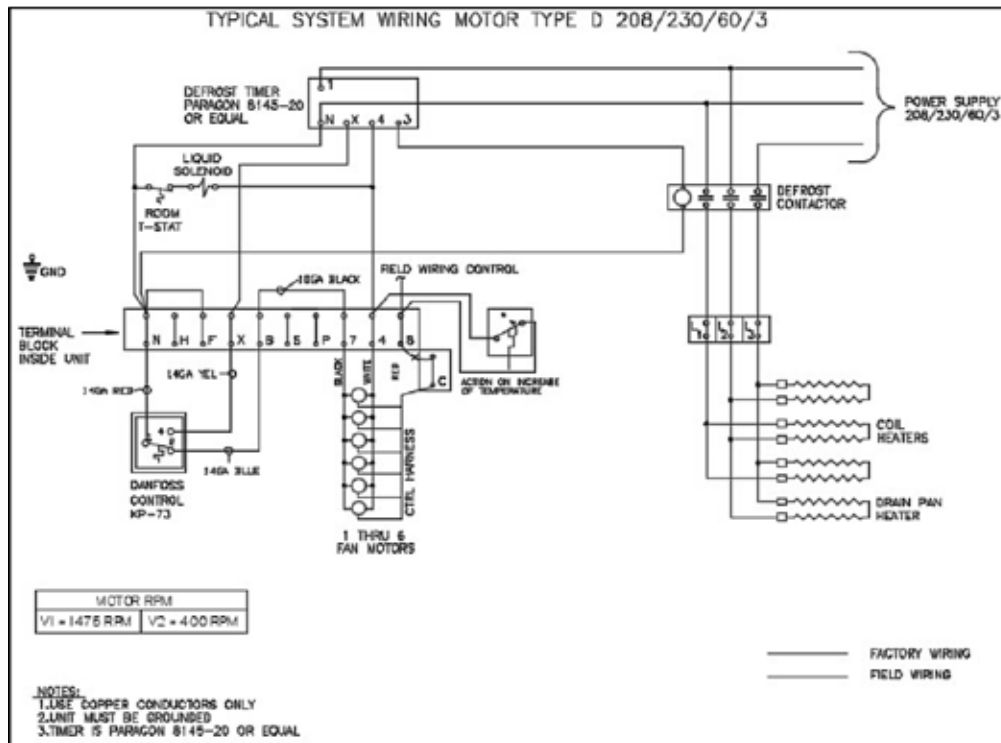 TYPICAL SYSTEM WIRING MOTOR TYPE D 208/230/60/3
DEFROST TIMER
PARAGON 8145-20
OR EQUAL
1
N X 4 3
POWER SUPPLY
208/230/60/3
LIQUID
SOLENOID
ROOM
T-STAT
DEFROST
CONTACTOR
GND
18GA BLACK
FIELD WIRING CONTROL
TERMINAL
BLOCK
INSIDE UNIT
N H F X B S P 7 4 8
C
1 2 3
BLACK
WHITE
RED
ACTION ON INCREASE
OF TEMPERATURE
14GA RED
14GA YEL
14GA BLUE
4
DANFOSS
CONTROL
KP-73
CTRL HARNESS
1 THRU 6
FAN MOTORS
COIL
HEATERS
DRAIN PAN
HEATER
MOTOR RPM
V1 = 1475 RPM V2 = 400 RPM
FACTORY WIRING
FIELD WIRING
NOTES:
1.USE COPPER CONDUCTORS ONLY
2.UNIT MUST BE GROUNDED
3.TIMER IS PARAGON 8145-20 OR EQUAL